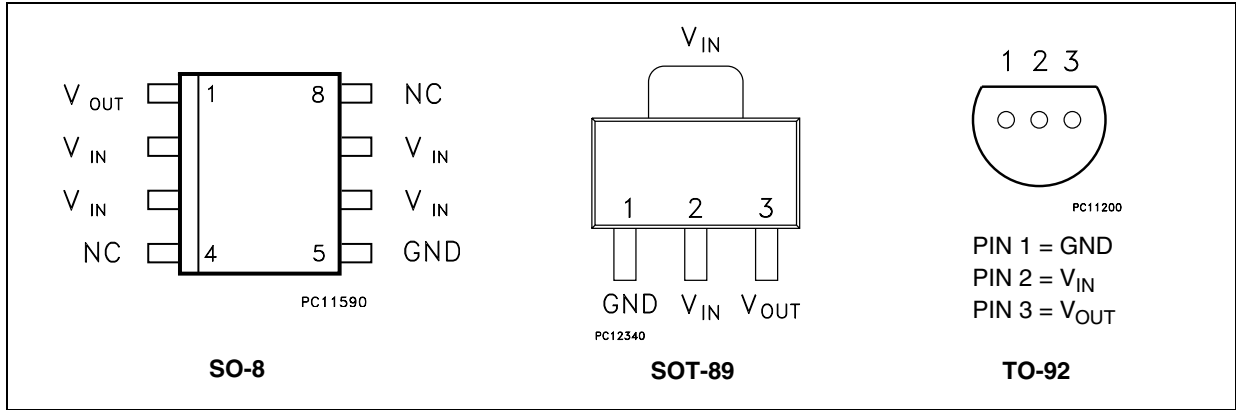 V OUT 1 8 NC
V IN V IN
V IN V IN
NC 4 5 GND
PC11590
SO-8
V IN
1 2 3
GND V IN V OUT
PC12340
SOT-89
1 2 3
PC11200
PIN 1 = GND
PIN 2 = VIN
PIN 3 = VOUT
TO-92